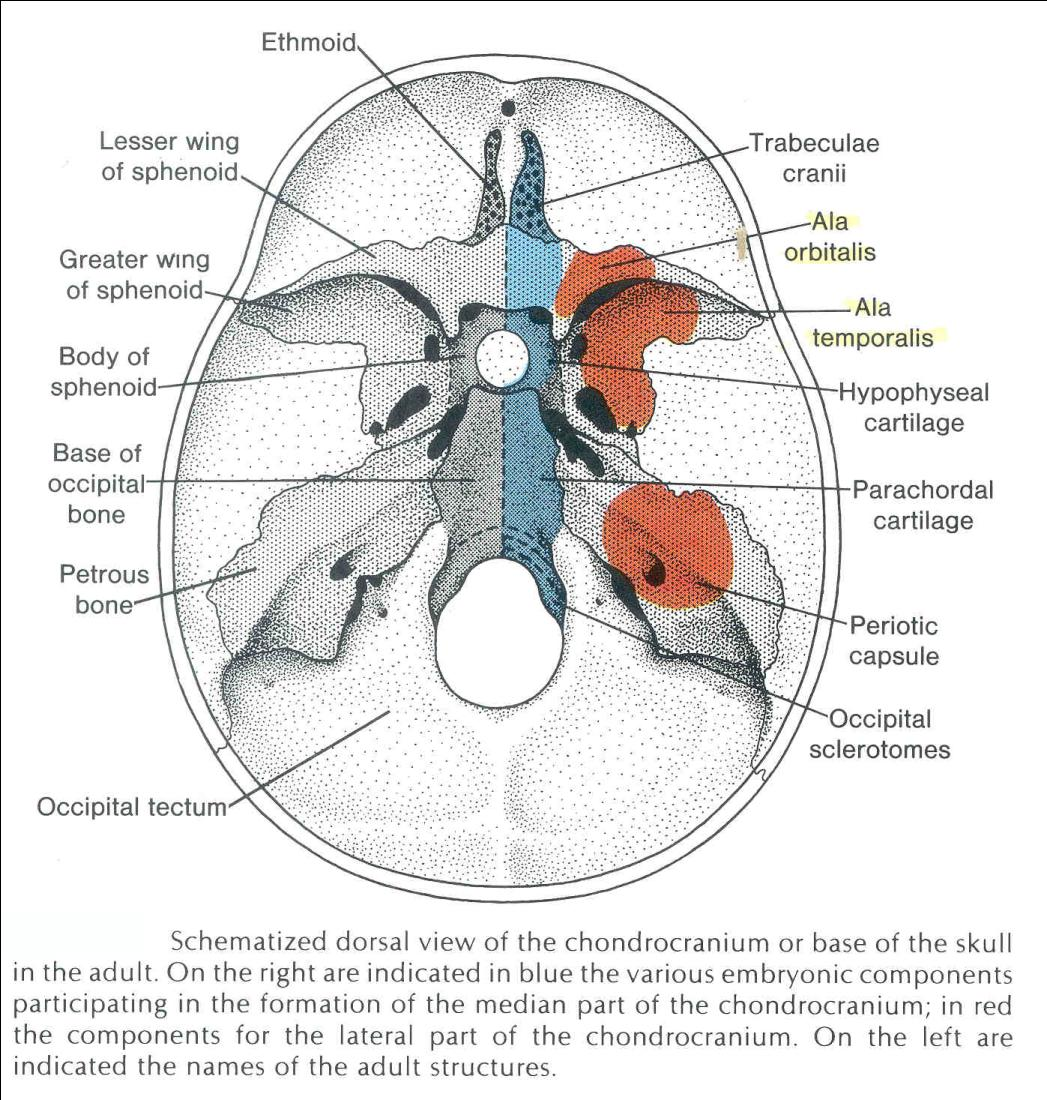 Ethmoid
Lesser wing
of sphenoid
Greater wing
of sphenoid
Body of
sphenoid
Base of
occipital
bone
Petrous
bone
Occipital tectum
Trabeculae
cranii
Ala
orbitalis
Ala
temporalis
Hypophyseal
cartilage
Parachordal
cartilage
Periotic
capsule
Occipital
sclerotomes
Schematized dorsal view of the chondrocranium or base of the skull
in the adult. On the right are indicated in blue the various embryonic components
participating in the formation of the median part of the chondrocranium; in red
the components for the lateral part of the chondrocranium. On the left are
indicated the names of the adult structures.